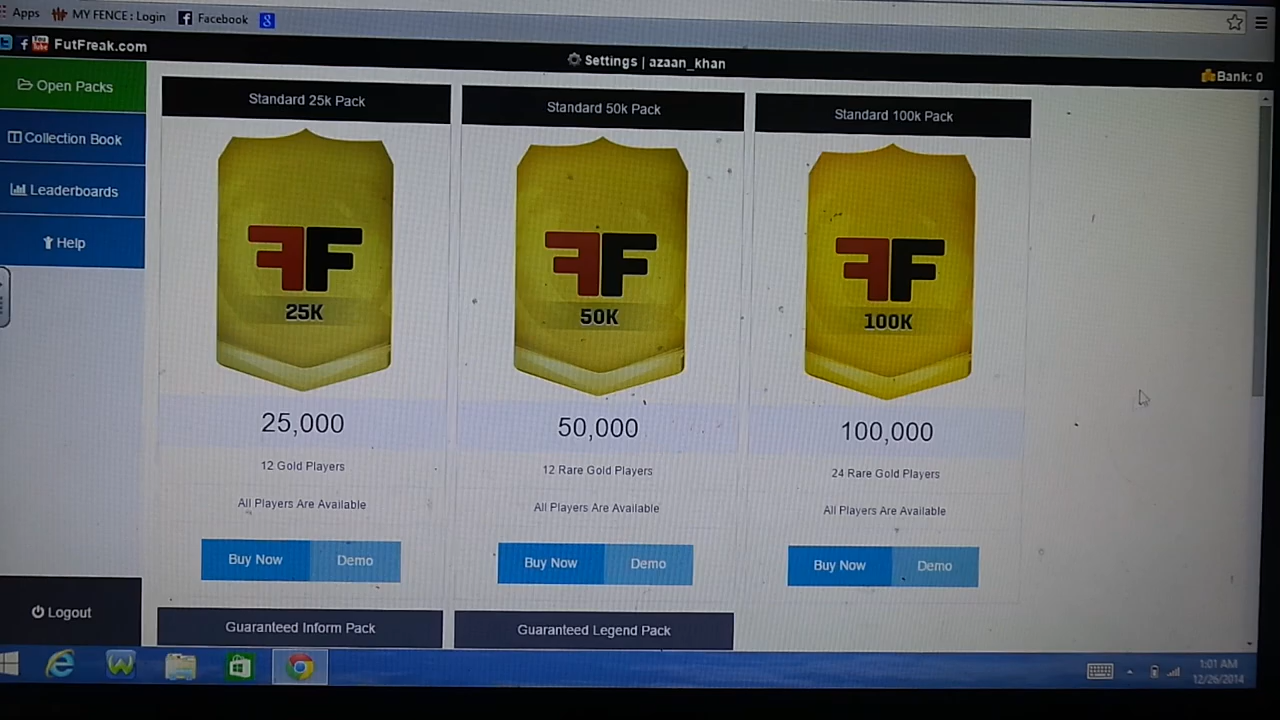 Apps MY FENCE : Login Facebook
FutFreak.com
Settings | azaan_khan
Bank: 0
Open Packs
Collection Book
Leaderboards
Help
Logout
Standard 25k Pack
Standard 50k Pack
Standard 100k Pack
FF
25K
FF
50K
FF
100K
25,000
50,000
100,000
12 Gold Players
12 Rare Gold Players
24 Rare Gold Players
All Players Are Available
All Players Are Available
All Players Are Available
Buy Now Demo
Buy Now Demo
Buy Now Demo
Guaranteed Inform Pack
Guaranteed Legend Pack
1:01 AM
12/26/2014